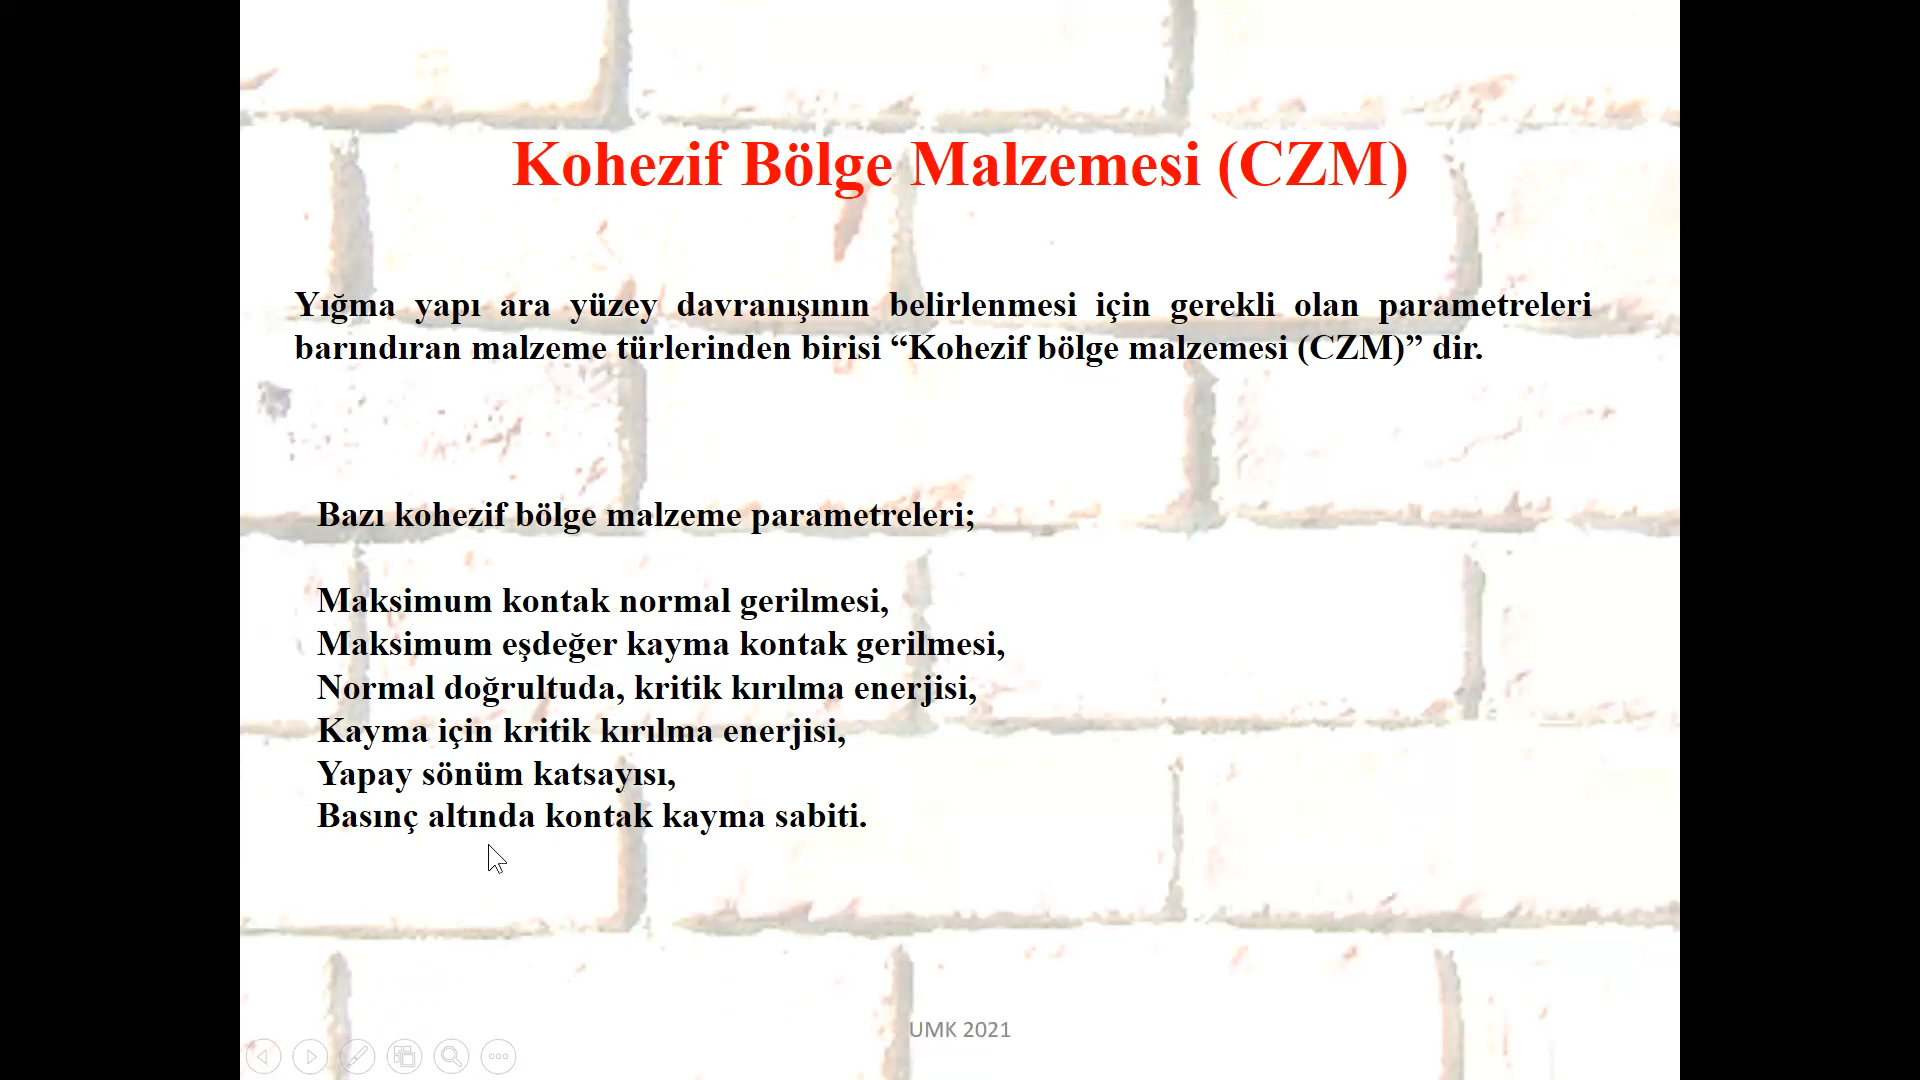 Kohezif Bölge Malzemesi (CZM)
Yığma yapı ara yüzey davranışının belirlenmesi için gerekli olan parametreleri
barındıran malzeme türlerinden birisi “Kohezif bölge malzemesi (CZM)” dir.
Bazı kohezif bölge malzeme parametreleri;
Maksimum kontak normal gerilmesi,
Maksimum eşdeğer kayma kontak gerilmesi,
Normal doğrultuda, kritik kırılma enerjisi,
Kayma için kritik kırılma enerjisi,
Yapay sönüm katsayısı,
Basınç altında kontak kayma sabiti.
UMK 2021